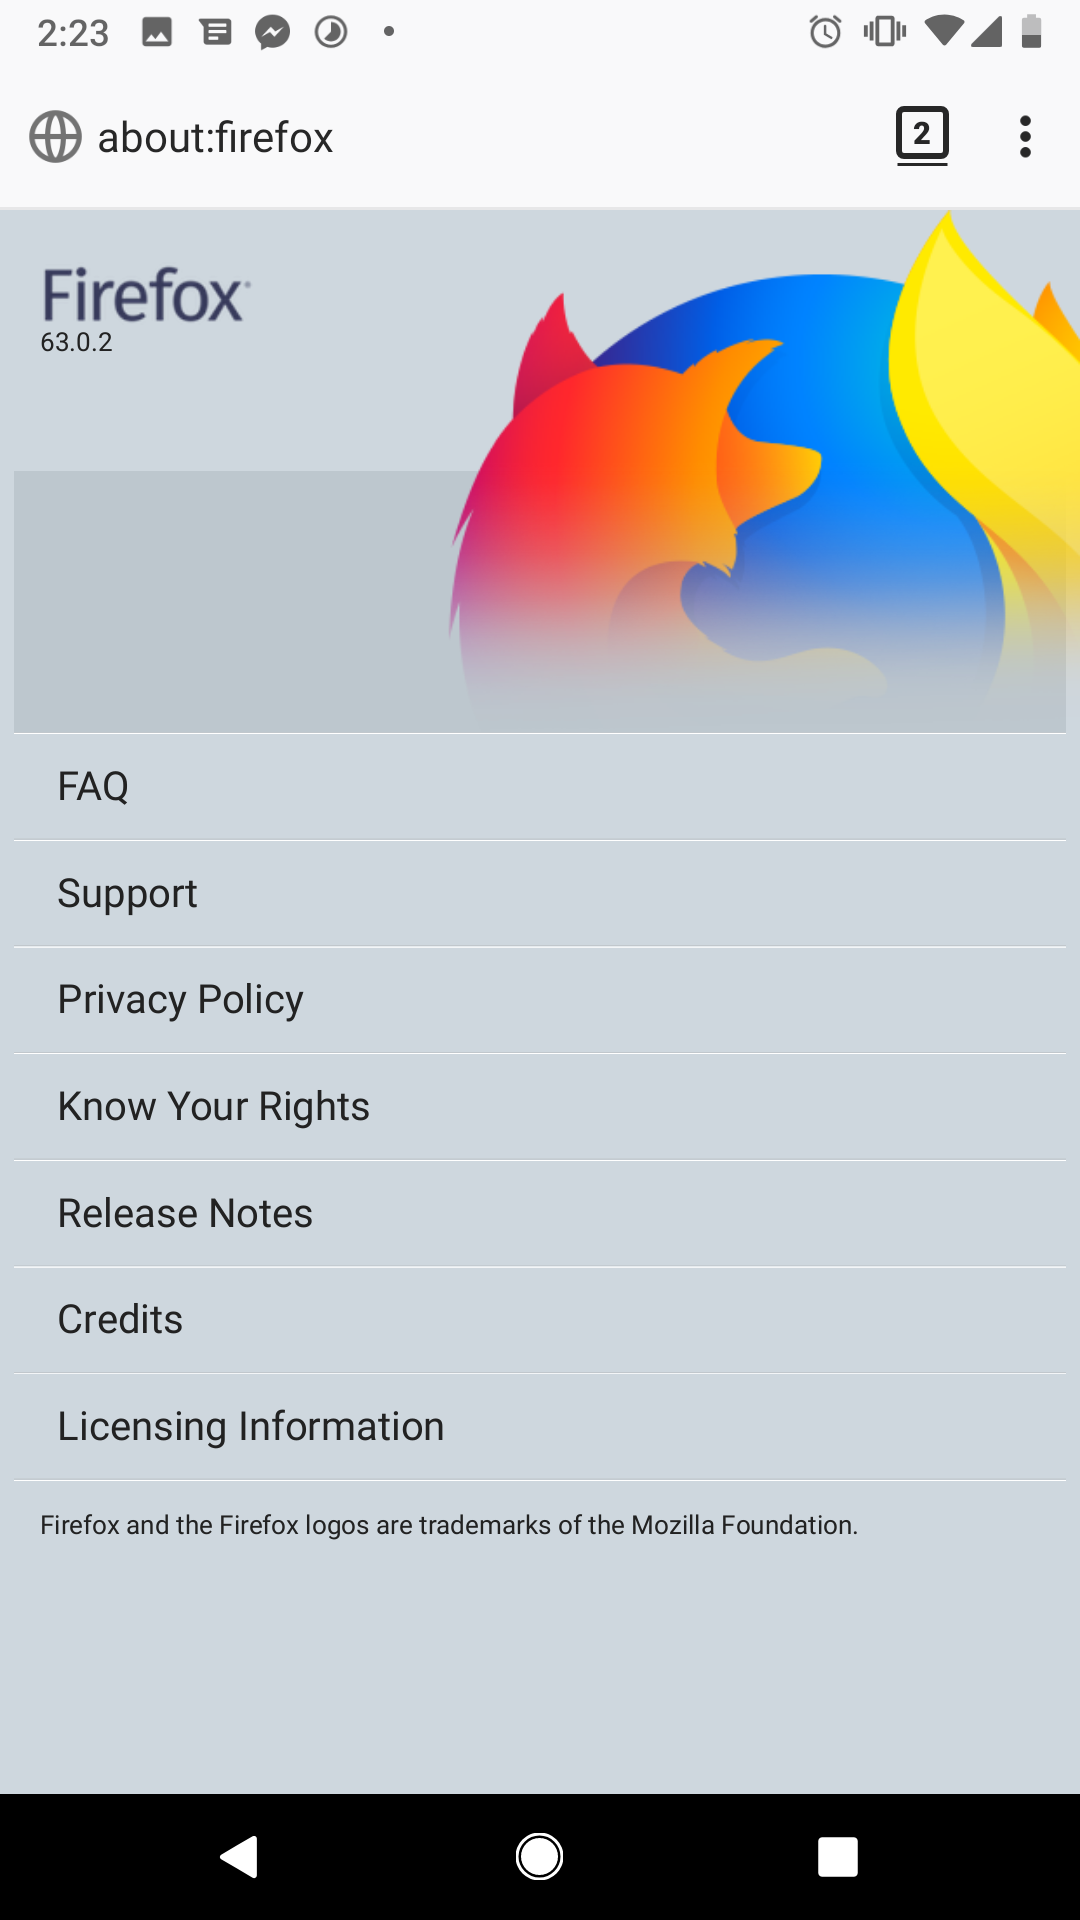 2:23
about:firefox
2
Firefox
63.0.2
FAQ
Support
Privacy Policy
Know Your Rights
Release Notes
Credits
Licensing Information
Firefox and the Firefox logos are trademarks of the Mozilla Foundation.